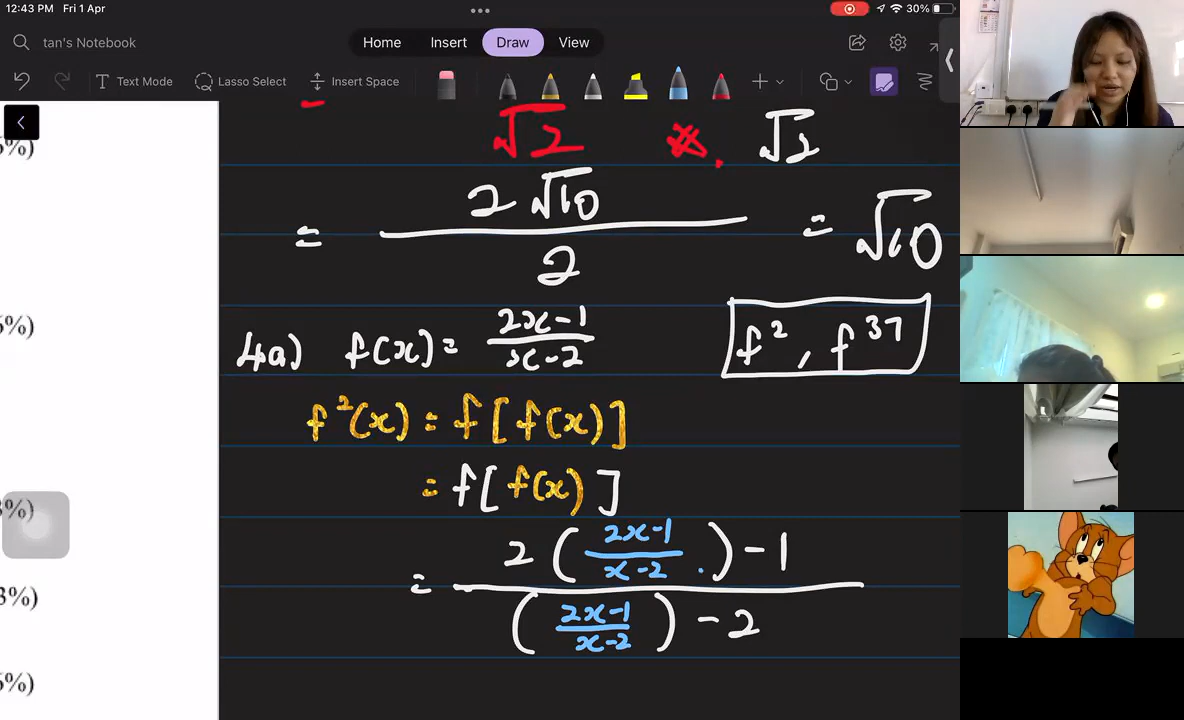 12:43 PM Fri 1 Apr
30%
tan's Notebook
Home Insert Draw View
Text Mode Lasso Select Insert Space
%)
√2 √2
= 2√10 / 2 = √10
%)
4a) f(x) = 2x-1 / x-2
f², f³⁷
f²(x) = f[f(x)]
= f[f(x)]
%)
= 2(2x-1 / x-2) - 1 / (2x-1 / x-2) - 2
3%)
%)